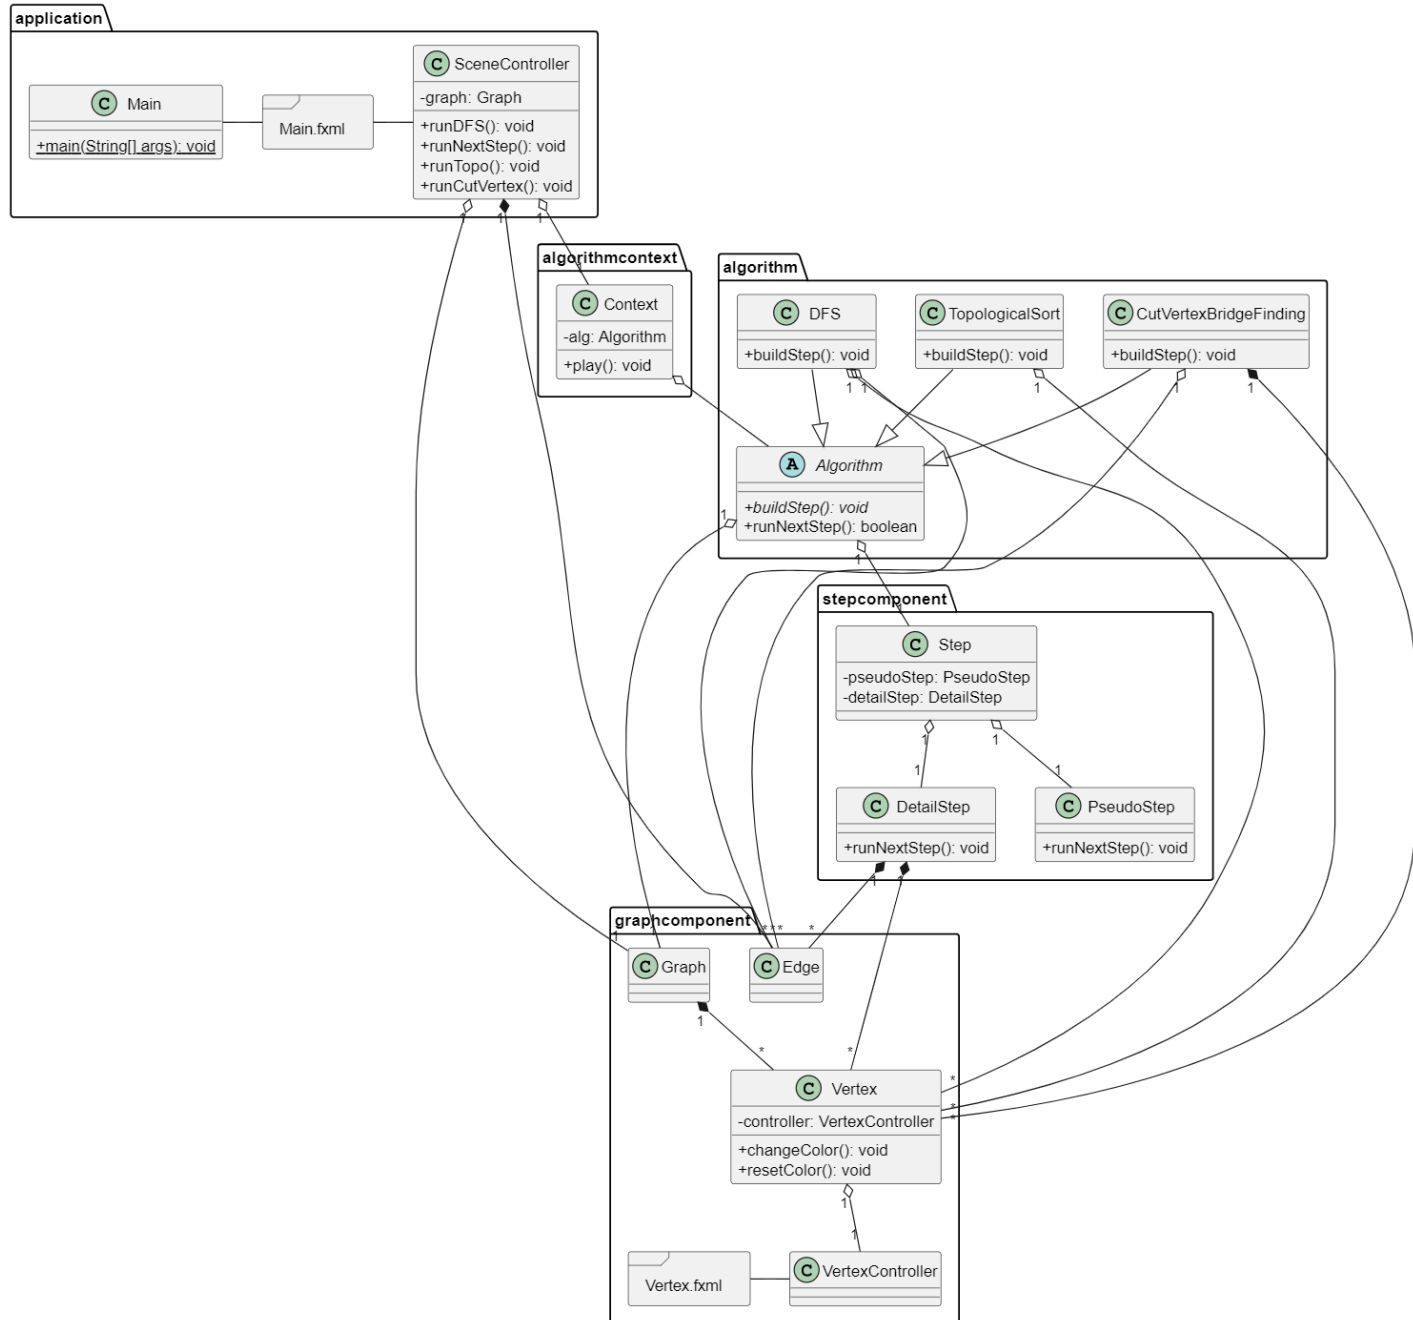 application
C Main
+main(String[] args): void
Main.fxml
C SceneController
-graph: Graph
+runDFS(): void
+runNextStep(): void
+runTopo(): void
+runCutVertex(): void
1
1
1
algorithmcontext
1
C Context
-alg: Algorithm
+play(): void
algorithm
C DFS
+buildStep(): void
C TopologicalSort
+buildStep(): void
C CutVertexBridgeFinding
+buildStep(): void
1
1
1
1
1
A Algorithm
+buildStep(): void
+runNextStep(): boolean
1
1
stepcomponent
1
C Step
-pseudoStep: PseudoStep
-detailStep: DetailStep
1
1
1
1
C DetailStep
+runNextStep(): void
C PseudoStep
+runNextStep(): void
1
1
graphcomponent
1
1
* * *
*
C Graph
C Edge
1
*
*
C Vertex
-controller: VertexController
+changeColor(): void
+resetColor(): void
*
*
*
1
1
Vertex.fxml
C VertexController